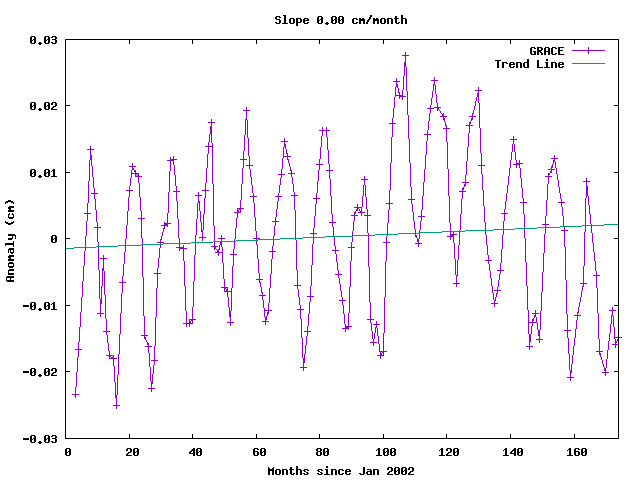 Slope 0.00 cm/month
0.03
GRACE
Trend Line
0.02
0.01
0
-0.01
-0.02
-0.03
Anomaly (cm)
0 20 40 60 80 100 120 140 160
Months since Jan 2002